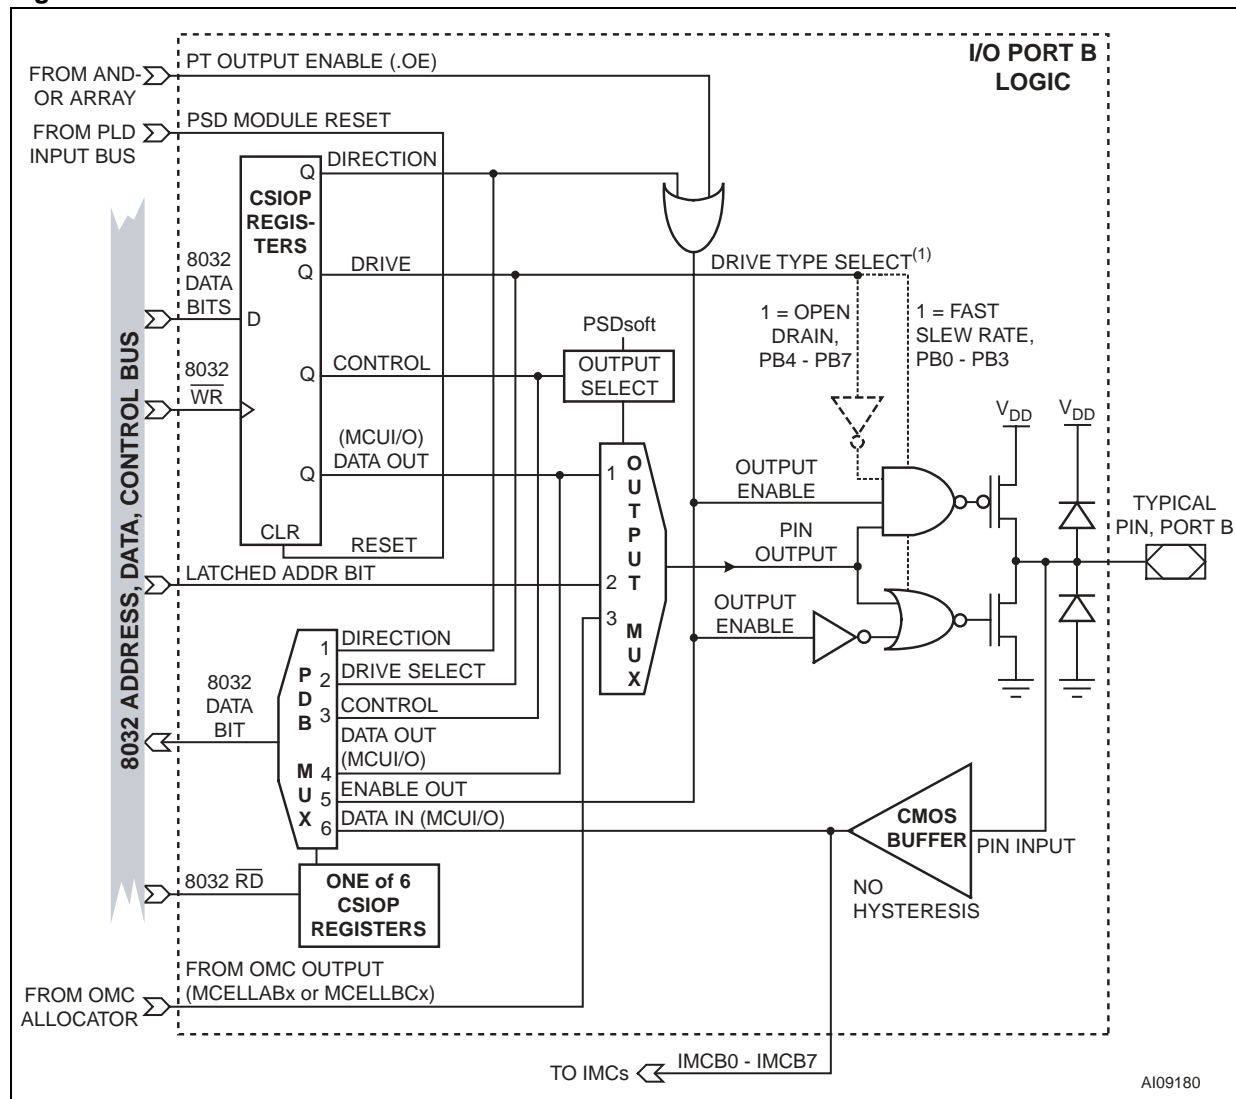 I/O PORT B
LOGIC
FROM AND-
OR ARRAY
PT OUTPUT ENABLE (.OE)
FROM PLD
INPUT BUS
PSD MODULE RESET
8032 ADDRESS, DATA, CONTROL BUS
8032
DATA
BITS
8032
WR
CSIOP
REGIS-
TERS
D
CLR
Q
DIRECTION
Q
DRIVE
Q
CONTROL
Q
(MCUI/O)
DATA OUT
RESET
LATCHED ADDR BIT
DRIVE TYPE SELECT(1)
1 = OPEN
DRAIN,
PB4 - PB7
1 = FAST
SLEW RATE,
PB0 - PB3
PSDsoft
OUTPUT
SELECT
1
2
3
OUTPUT MUX
OUTPUT
ENABLE
PIN
OUTPUT
OUTPUT
ENABLE
VDD
VDD
TYPICAL
PIN, PORT B
8032
DATA
BIT
PDB MUX
1 DIRECTION
2 DRIVE SELECT
3 CONTROL
DATA OUT
4 (MCUI/O)
5 ENABLE OUT
6 DATA IN (MCUI/O)
CMOS
BUFFER
PIN INPUT
NO
HYSTERESIS
8032 RD
ONE of 6
CSIOP
REGISTERS
FROM OMC
ALLOCATOR
FROM OMC OUTPUT
(MCELLABx or MCELLBCx)
TO IMCs
IMCB0 - IMCB7
AI09180